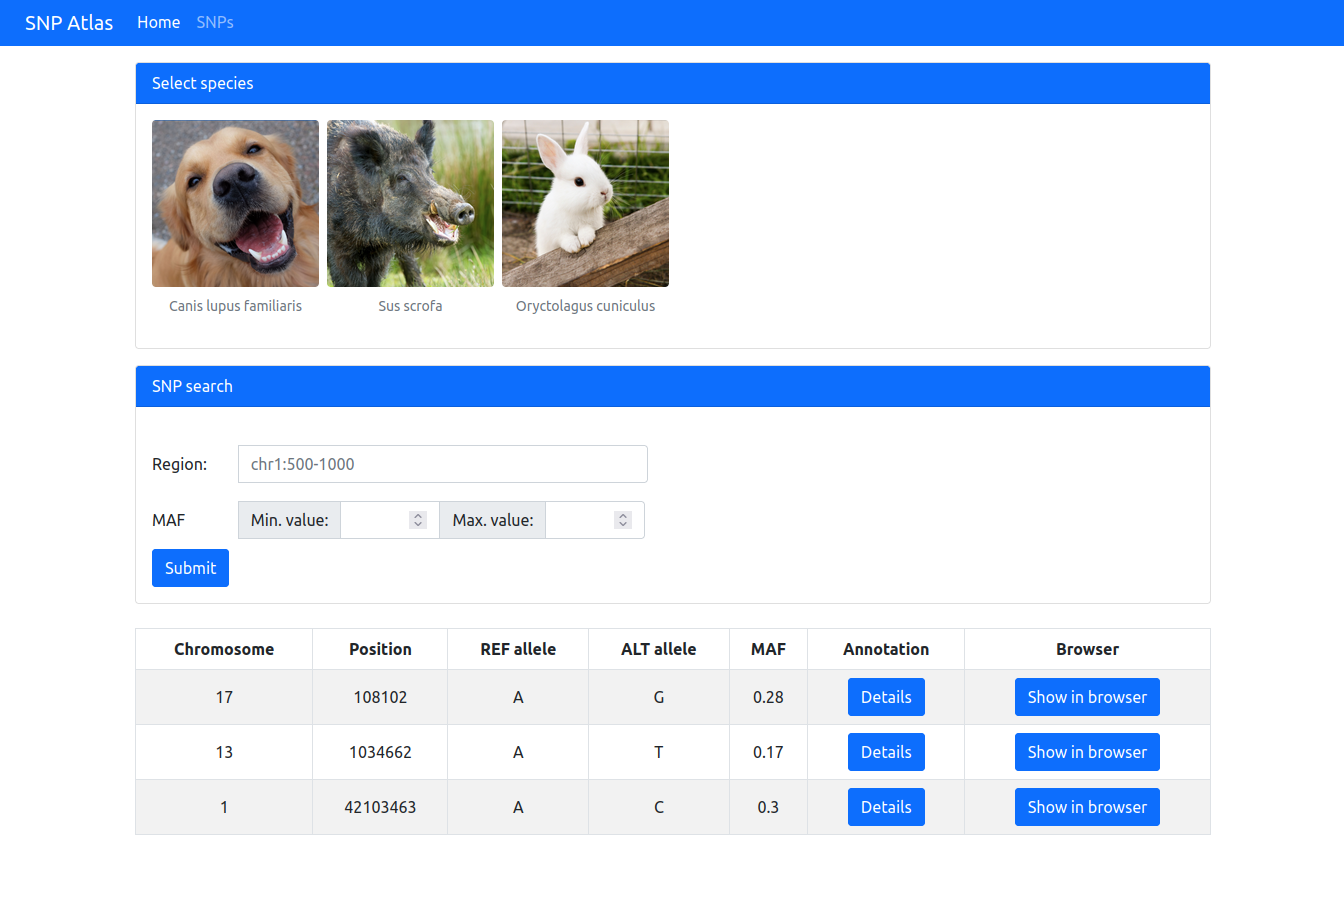 SNP Atlas Home SNPs
Select species
Canis lupus familiaris Sus scrofa Oryctolagus cuniculus
SNP search
Region: chr1:500-1000
MAF Min. value: Max. value:
Submit
Chromosome Position REF allele ALT allele MAF Annotation Browser
17 108102 A G 0.28 Details Show in browser
13 1034662 A T 0.17 Details Show in browser
1 42103463 A C 0.3 Details Show in browser